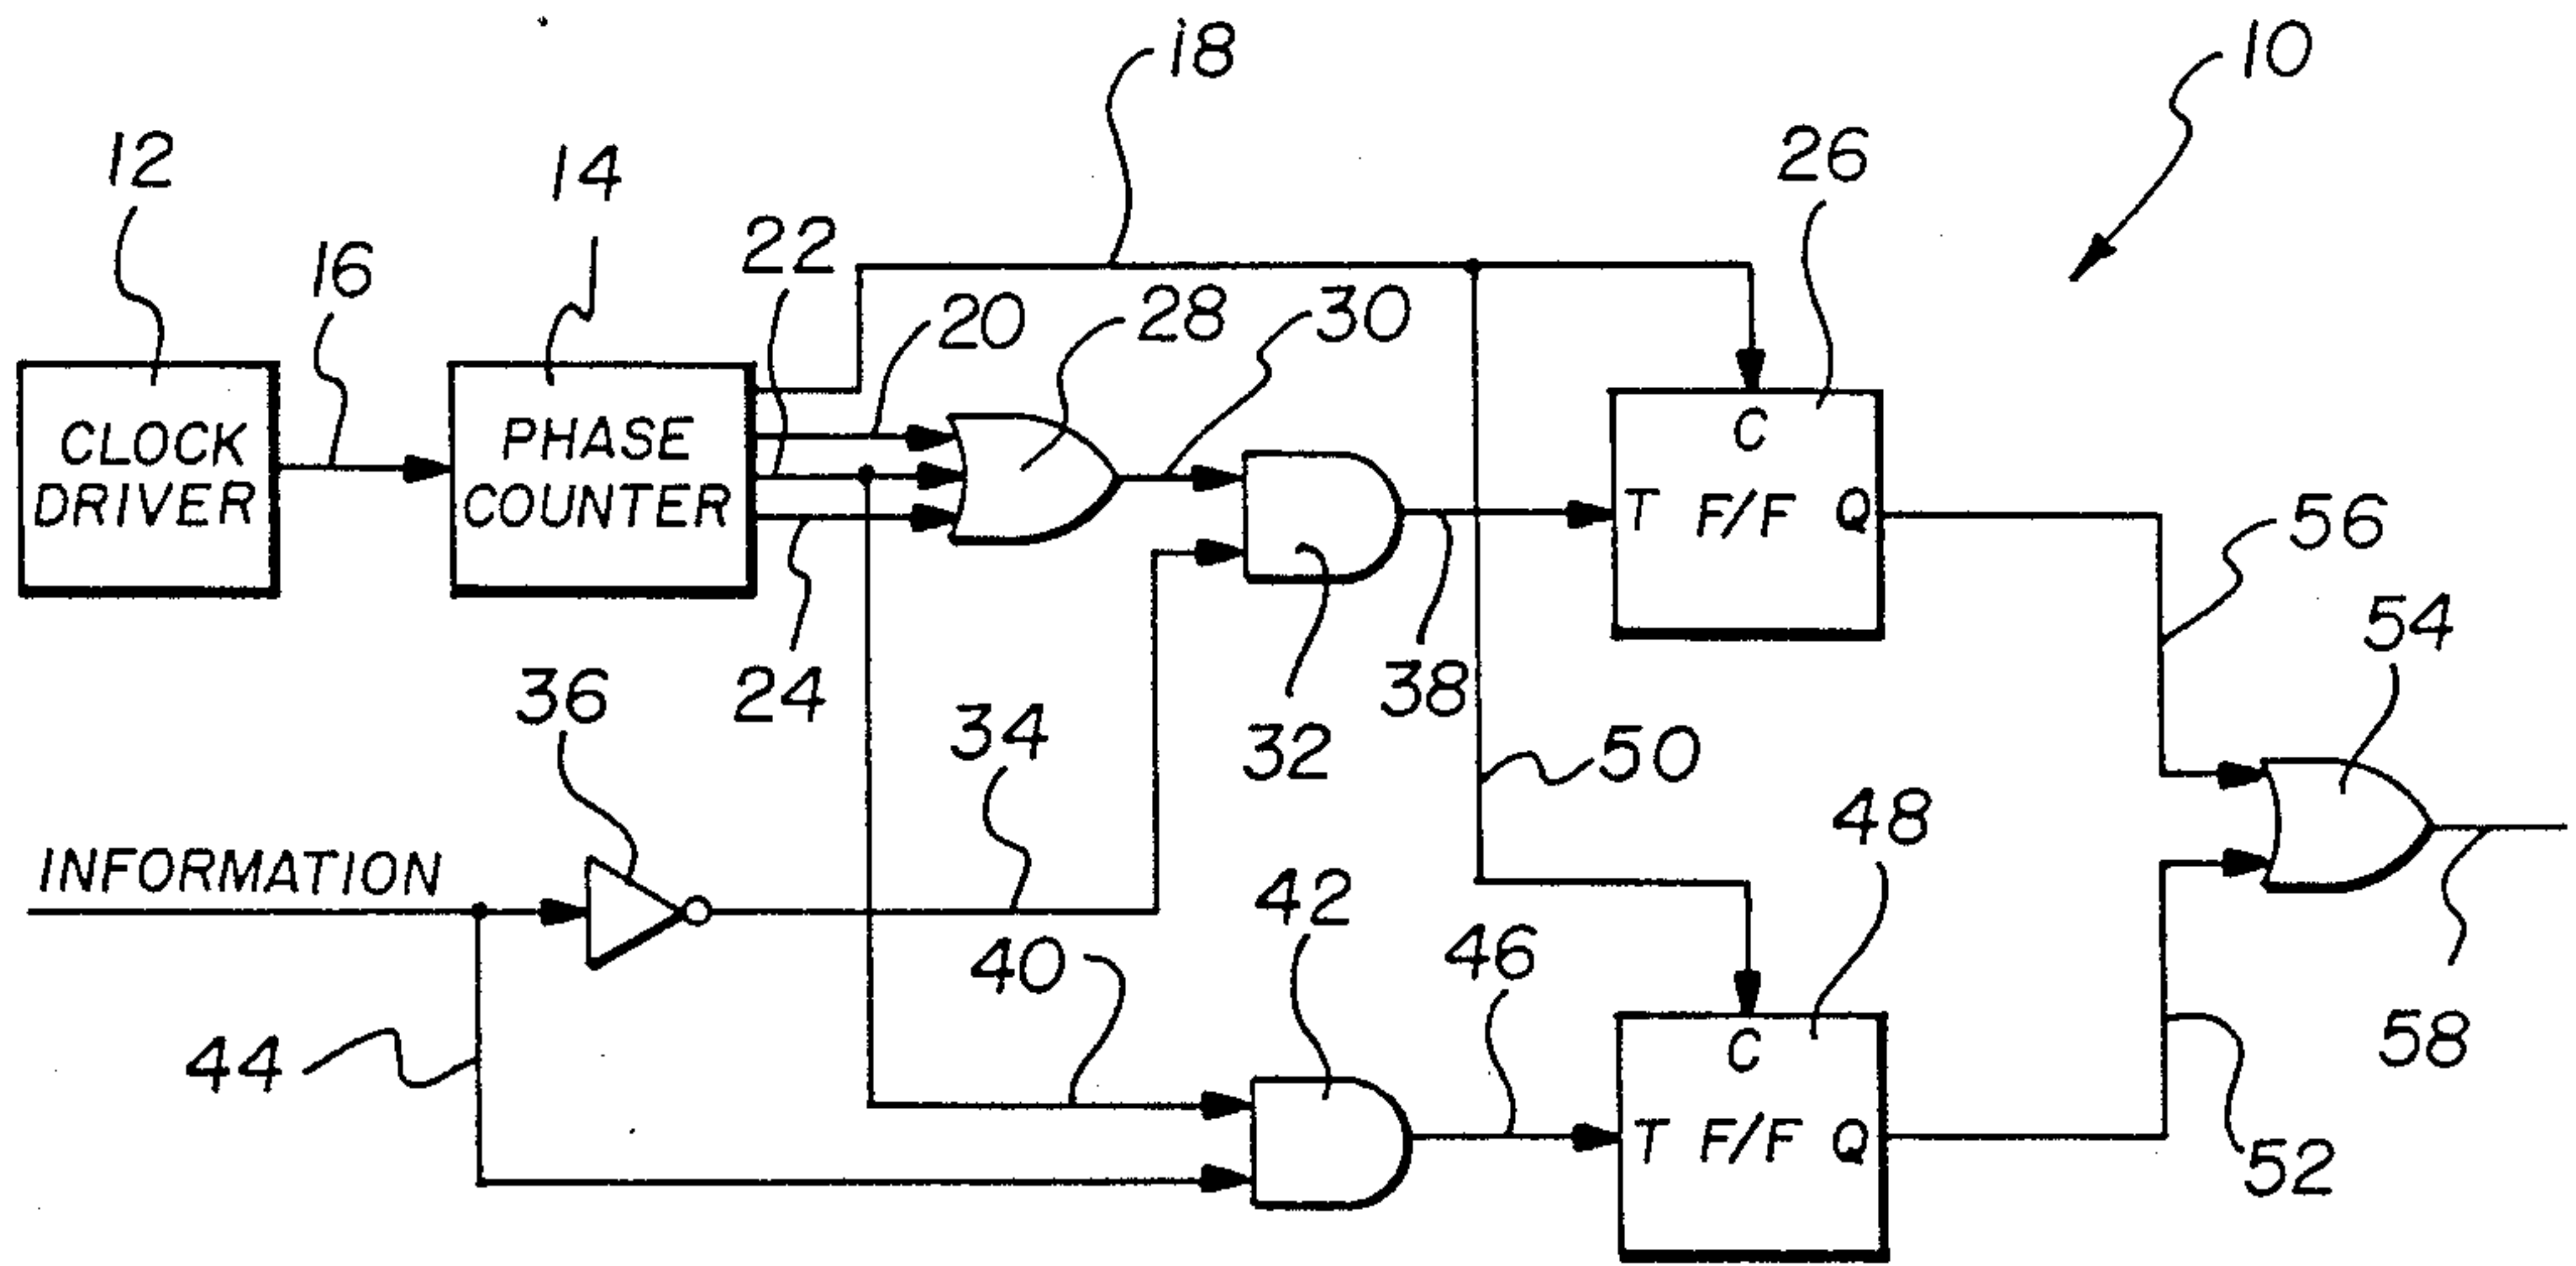 18
10
12
14
26
16
22
20
28
30
CLOCK
DRIVER
PHASE
COUNTER
C
T F/F Q
56
54
24
36
38
34
32
50
48
INFORMATION
42
40
46
44
58
C
T F/F Q
52